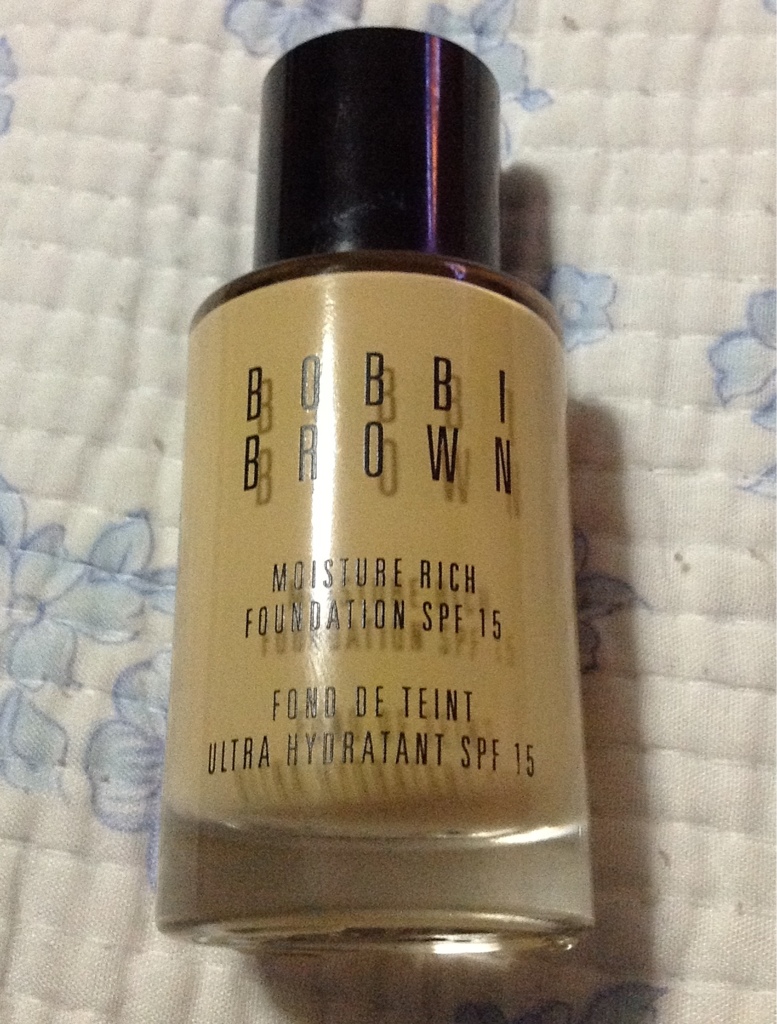 BOBBI
BROWN
MOISTURE RICH
FOUNDATION SPF 15
FOND DE TEINT
ULTRA HYDRATANT SPF 15